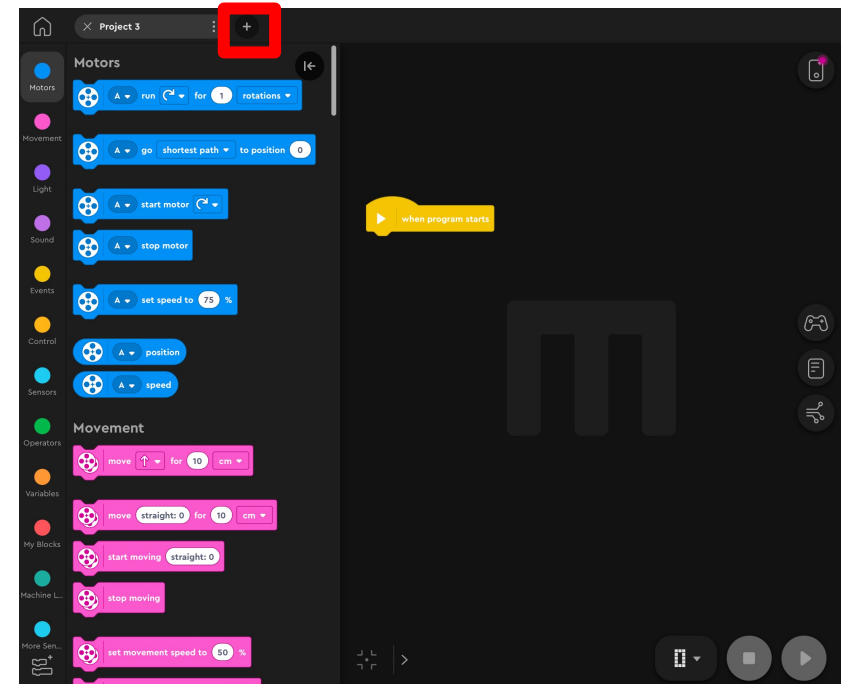 Project 3
+
Motors
Motors
A run for 1 rotations
Movement
A go shortest path to position 0
Light
A start motor
Sound
A stop motor
when program starts
Events
A set speed to 75 %
Control
A position
Sensors
A speed
Operators
Movement
move for 10 cm
Variables
move straight: 0 for 10 cm
My Blocks
start moving straight: 0
Machine L...
stop moving
More Sen...
set movement speed to 50 %